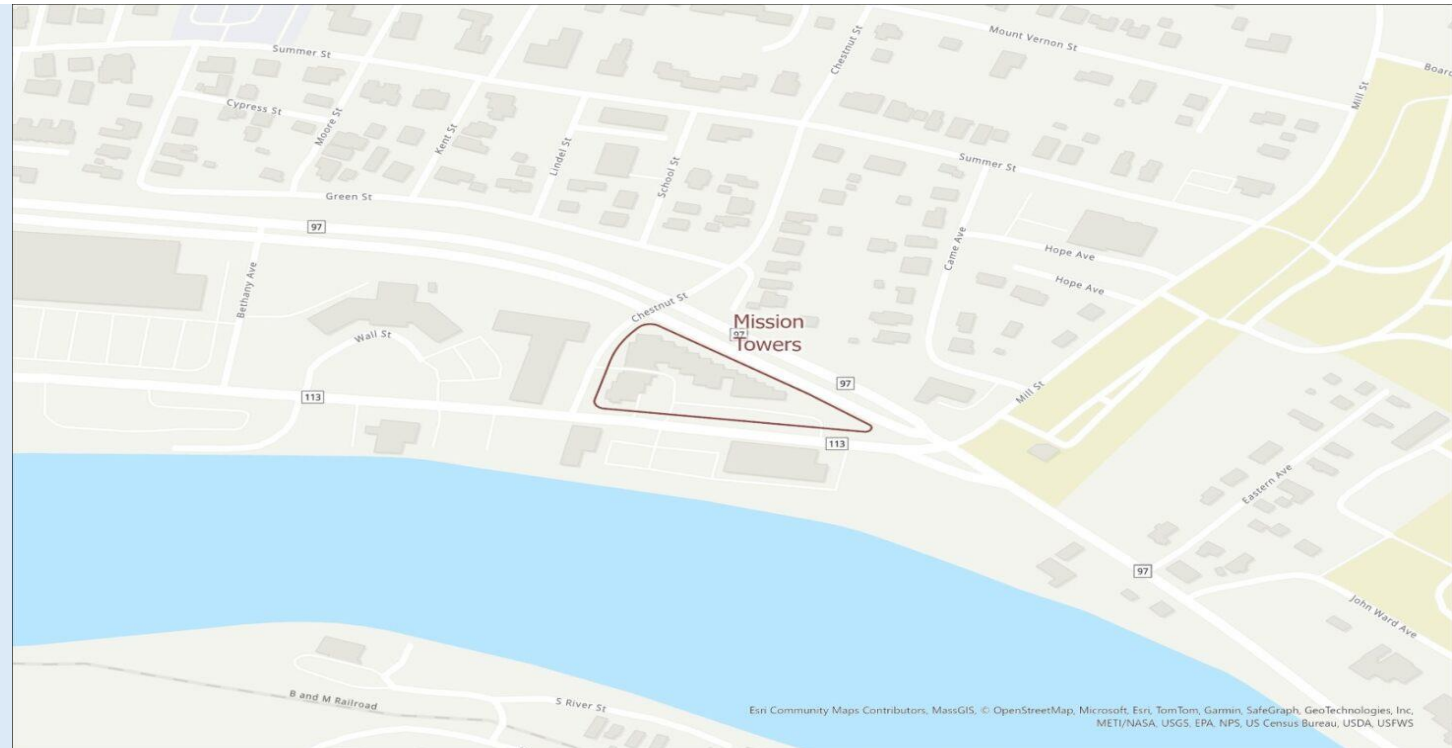 Mount Vernon St
Chestnut St
Summer St
Board
Mill St
Cypress St
Moore St
Kent St
Lindel St
School St
Summer St
Green St
97
Came Ave
Hope Ave
Bethany Ave
Hope Ave
Chestnut St
Mission
Towers
97
Wall St
97
Mill St
113
113
Eastern Ave
97
John Ward Ave
B and M Railroad
S River St
Esri Community Maps Contributors, MassGIS, © OpenStreetMap, Microsoft, Esri, TomTom, Garmin, SafeGraph, GeoTechnologies, Inc,
METI/NASA, USGS, EPA, NPS, US Census Bureau, USDA, USFWS